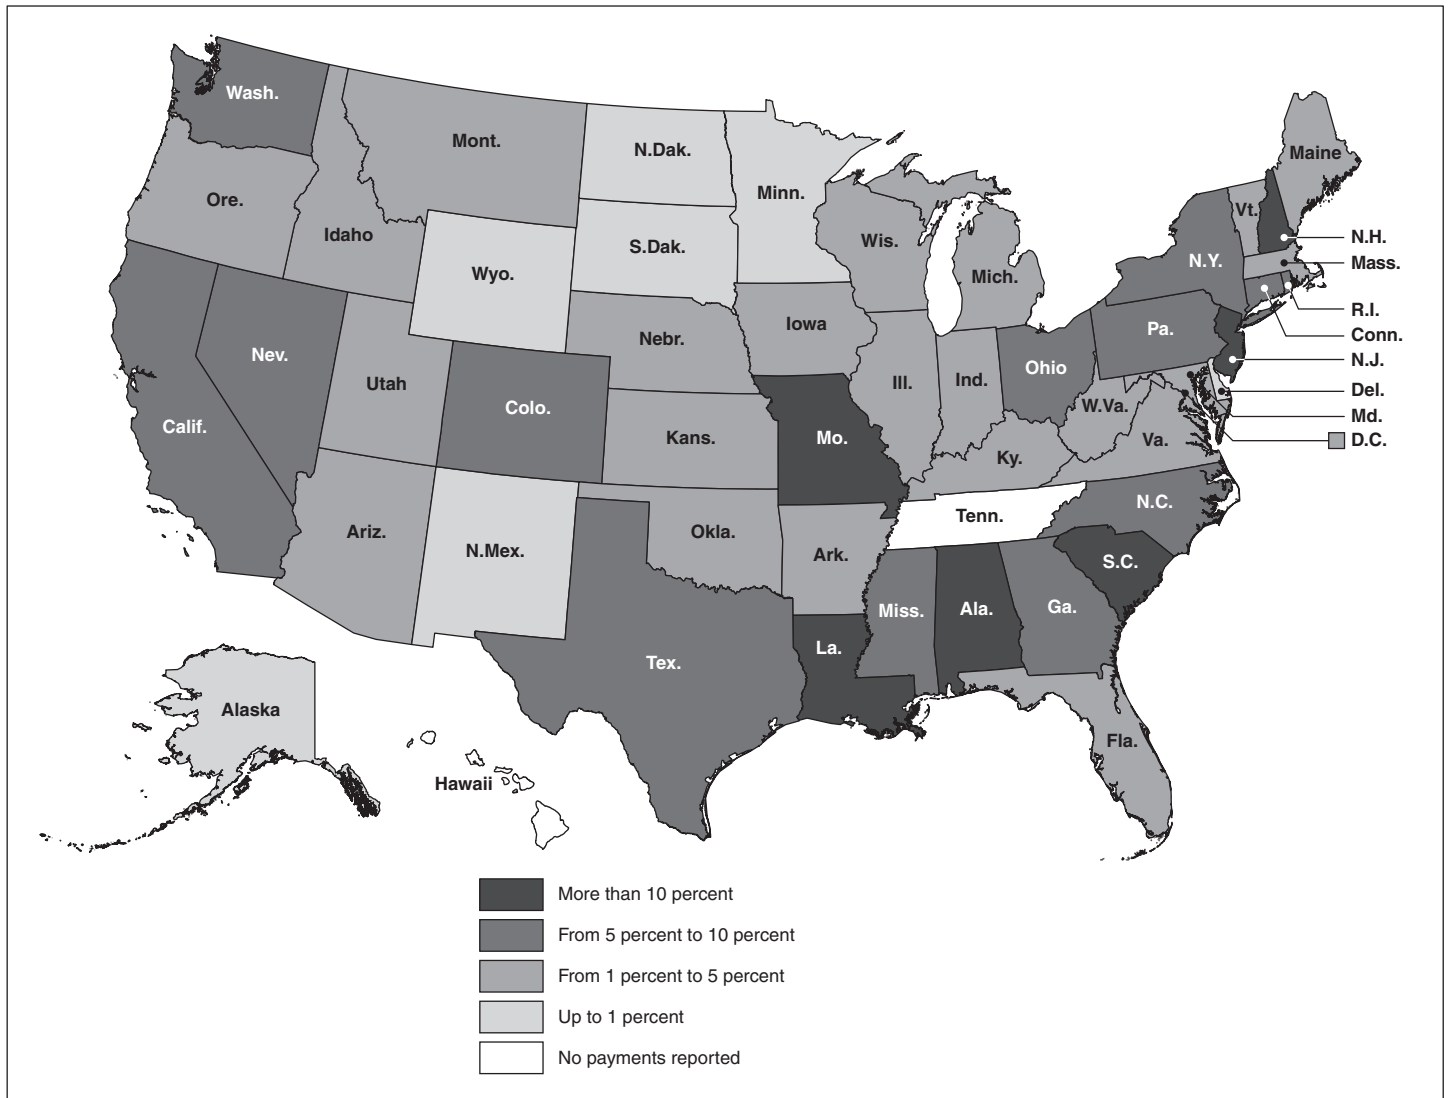 Wash.
Mont.
N.Dak.
Minn.
Maine
Ore.
Idaho
Wyo.
S.Dak.
Wis.
Mich.
Vt.
N.Y.
N.H.
Mass.
R.I.
Conn.
N.J.
Del.
Md.
D.C.
Nev.
Utah
Colo.
Nebr.
Iowa
Ill.
Ind.
Ohio
Pa.
Calif.
Kans.
Mo.
Ky.
W.Va.
Va.
Ariz.
N.Mex.
Okla.
Ark.
Tenn.
N.C.
S.C.
Tex.
La.
Miss.
Ala.
Ga.
Fla.
Alaska
Hawaii
More than 10 percent
From 5 percent to 10 percent
From 1 percent to 5 percent
Up to 1 percent
No payments reported